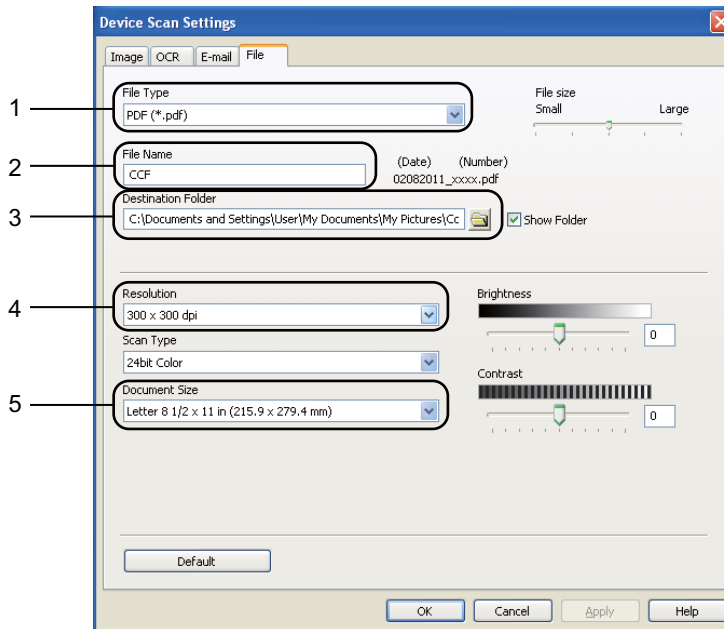 Device Scan Settings
Image OCR E-mail File
1
File Type
PDF (*.pdf)
File size
Small Large
2
File Name
CCF
(Date) (Number)
02082011_xxxx.pdf
3
Destination Folder
C:\Documents and Settings\User\My Documents\My Pictures\Cc
Show Folder
4
Resolution
300 x 300 dpi
Brightness
0
Scan Type
24bit Color
Contrast
0
5
Document Size
Letter 8 1/2 x 11 in (215.9 x 279.4 mm)
Default
OK Cancel Apply Help